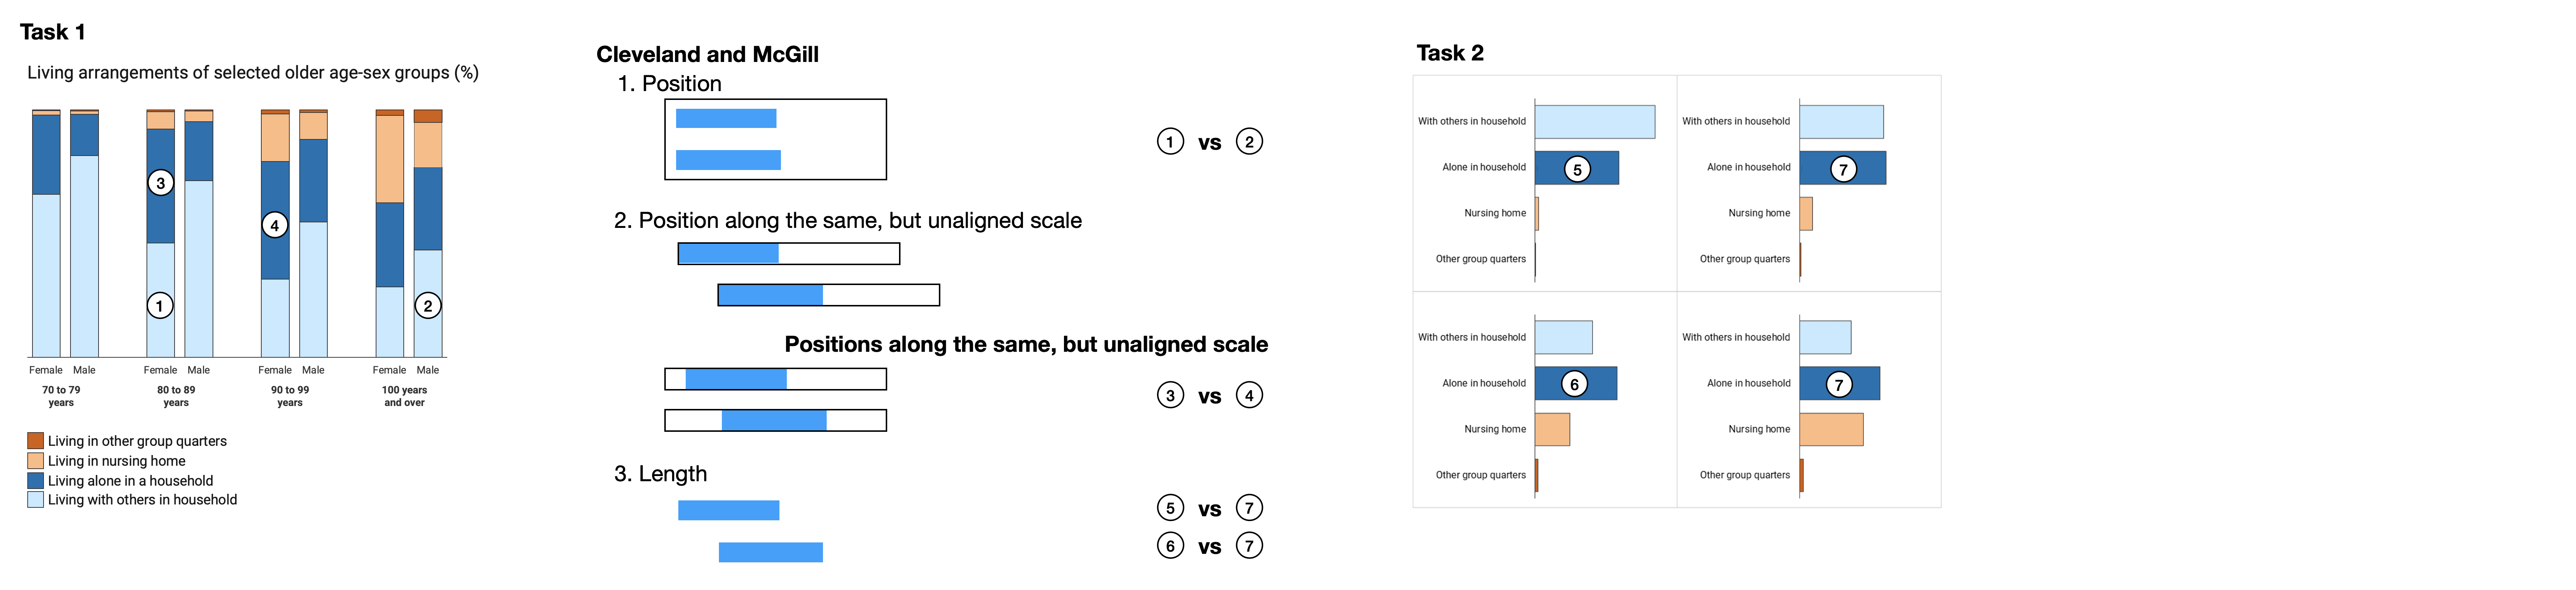 Task 1
Living arrangements of selected older age-sex groups (%)
3
4
1
2
Female Male Female Male Female Male Female Male
70 to 79 years
80 to 89 years
90 to 99 years
100 years and over
Living in other group quarters
Living in nursing home
Living alone in a household
Living with others in household
Cleveland and McGill
1. Position
1 vs 2
2. Position along the same, but unaligned scale
Positions along the same, but unaligned scale
3 vs 4
3. Length
5 vs 7
6 vs 7
Task 2
With others in household
Alone in household
5
Nursing home
Other group quarters
With others in household
Alone in household
7
Nursing home
Other group quarters
With others in household
Alone in household
6
Nursing home
Other group quarters
With others in household
Alone in household
7
Nursing home
Other group quarters